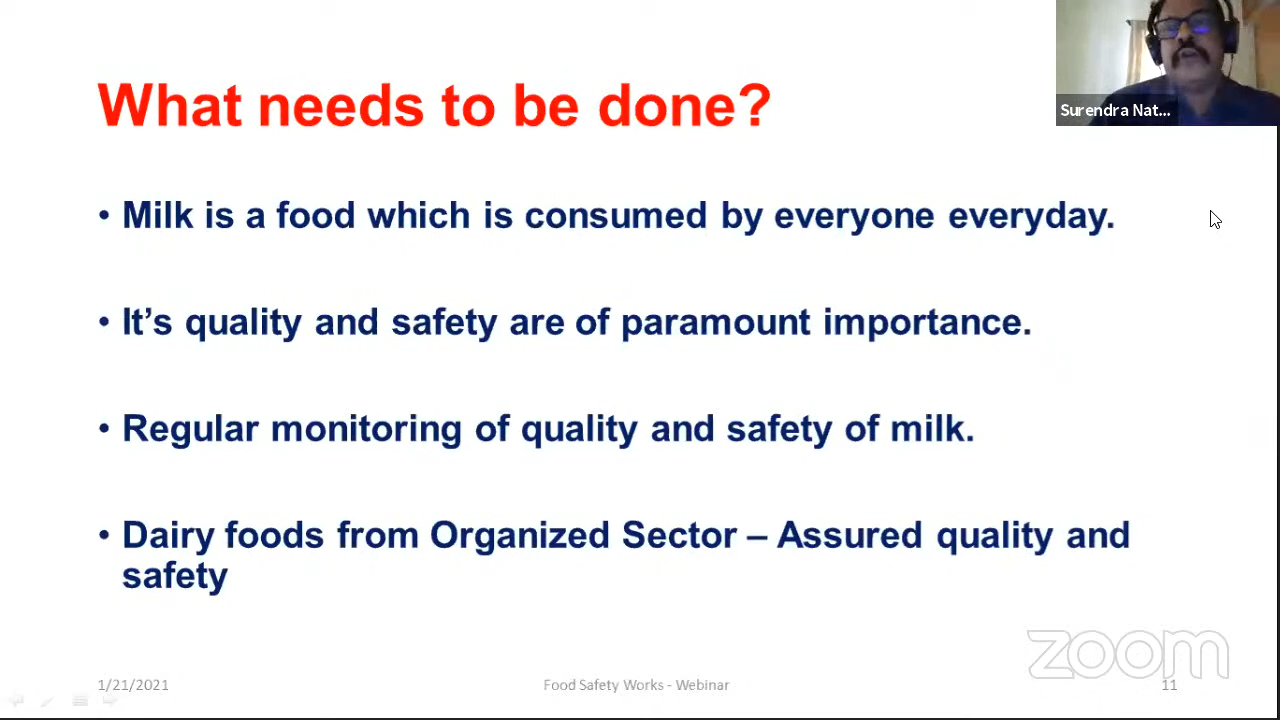 What needs to be done?
Surendra Nat...
• Milk is a food which is consumed by everyone everyday.
• It’s quality and safety are of paramount importance.
• Regular monitoring of quality and safety of milk.
• Dairy foods from Organized Sector – Assured quality and
safety
zoom
1/21/2021
Food Safety Works - Webinar
11